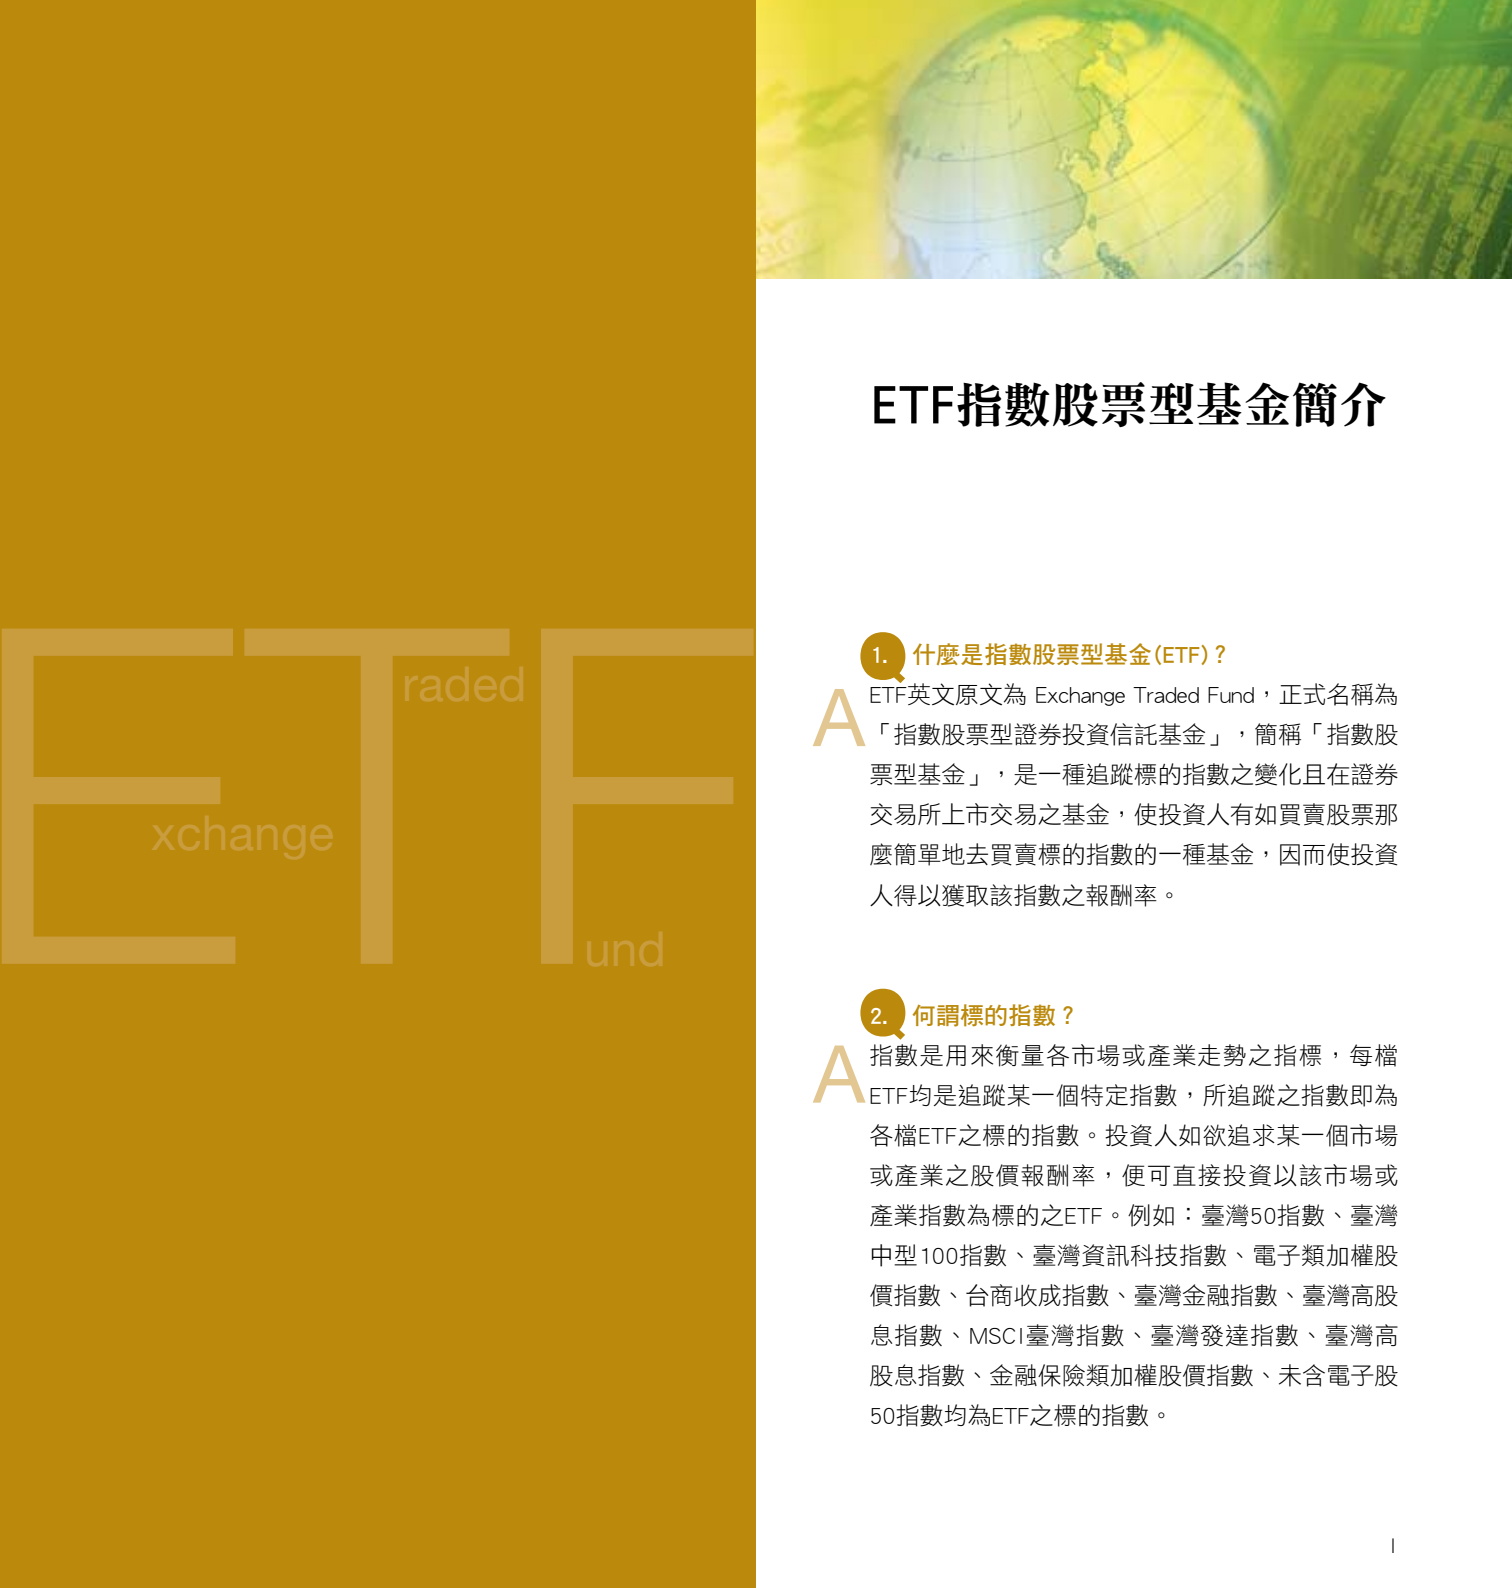 ETF
raded
xchange
und
ETF指數股票型基金簡介
1. 什麼是指數股票型基金(ETF)？
Q
A
ETF英文原文為 Exchange Traded Fund，正式名稱為
「指數股票型證券投資信託基金」，簡稱「指數股
票型基金」，是一種追蹤標的指數之變化且在證券
交易所上市交易之基金，使投資人有如買賣股票那
麼簡單地去買賣標的指數的一種基金，因而使投資
人得以獲取該指數之報酬率。
2. 何謂標的指數？
Q
A
指數是用來衡量各市場或產業走勢之指標，每檔
ETF均是追蹤某一個特定指數，所追蹤之指數即為
各檔ETF之標的指數。投資人如欲追求某一個市場
或產業之股價報酬率，便可直接投資以該市場或
產業指數為標的之ETF。例如：臺灣50指數、臺灣
中型100指數、臺灣資訊科技指數、電子類加權股
價指數、台商收成指數、臺灣金融指數、臺灣高股
息指數、MSCI臺灣指數、臺灣發達指數、臺灣高
股息指數、金融保險類加權股價指數、未含電子股
50指數均為ETF之標的指數。
1